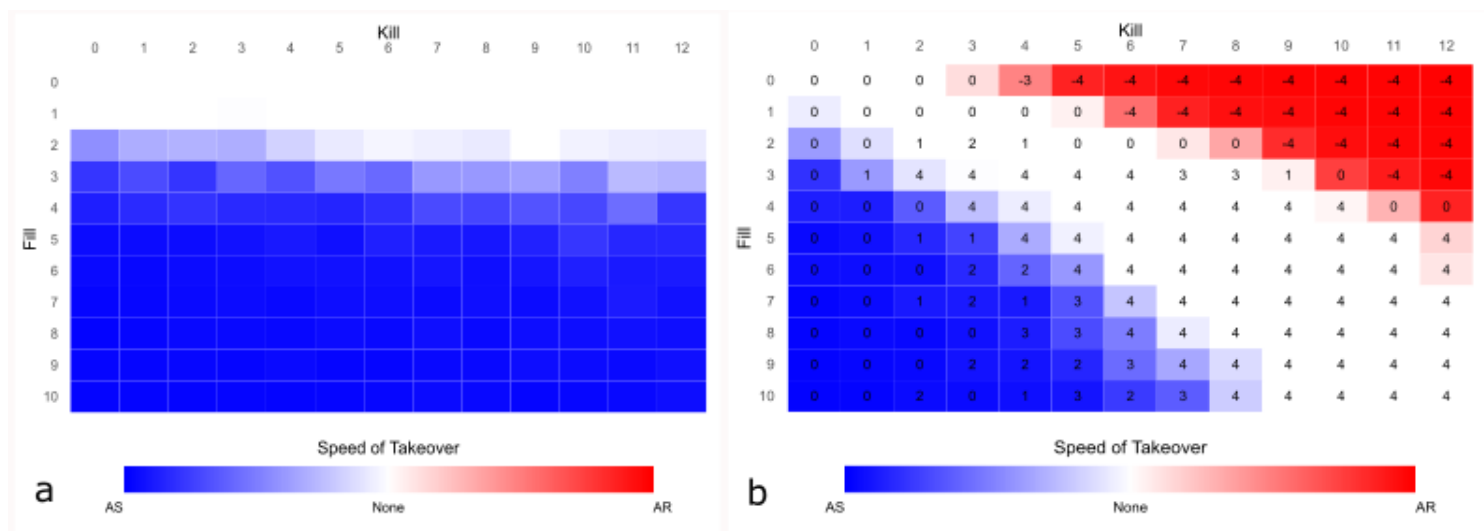 Kill
0 1 2 3 4 5 6 7 8 9 10 11 12
0
1
2
3
4
Fill
5
6
7
8
9
10
Speed of Takeover
a
AS None AR
Kill
0 1 2 3 4 5 6 7 8 9 10 11 12
0 0 0 0 0 -3 -4 -4 -4 -4 -4 -4 -4 -4
1 0 0 0 0 0 0 -4 -4 -4 -4 -4 -4 -4
2 0 0 1 2 1 0 0 0 0 -4 -4 -4 -4
3 0 1 4 4 4 4 4 3 3 1 0 -4 -4
4 0 0 0 4 4 4 4 4 4 4 4 0 0
Fill
5 0 0 1 1 4 4 4 4 4 4 4 4 4
6 0 0 0 2 2 4 4 4 4 4 4 4 4
7 0 0 1 2 1 3 4 4 4 4 4 4 4
8 0 0 0 0 3 3 4 4 4 4 4 4 4
9 0 0 0 2 2 2 3 4 4 4 4 4 4
10 0 0 2 0 1 3 2 3 4 4 4 4 4
Speed of Takeover
b
AS None AR